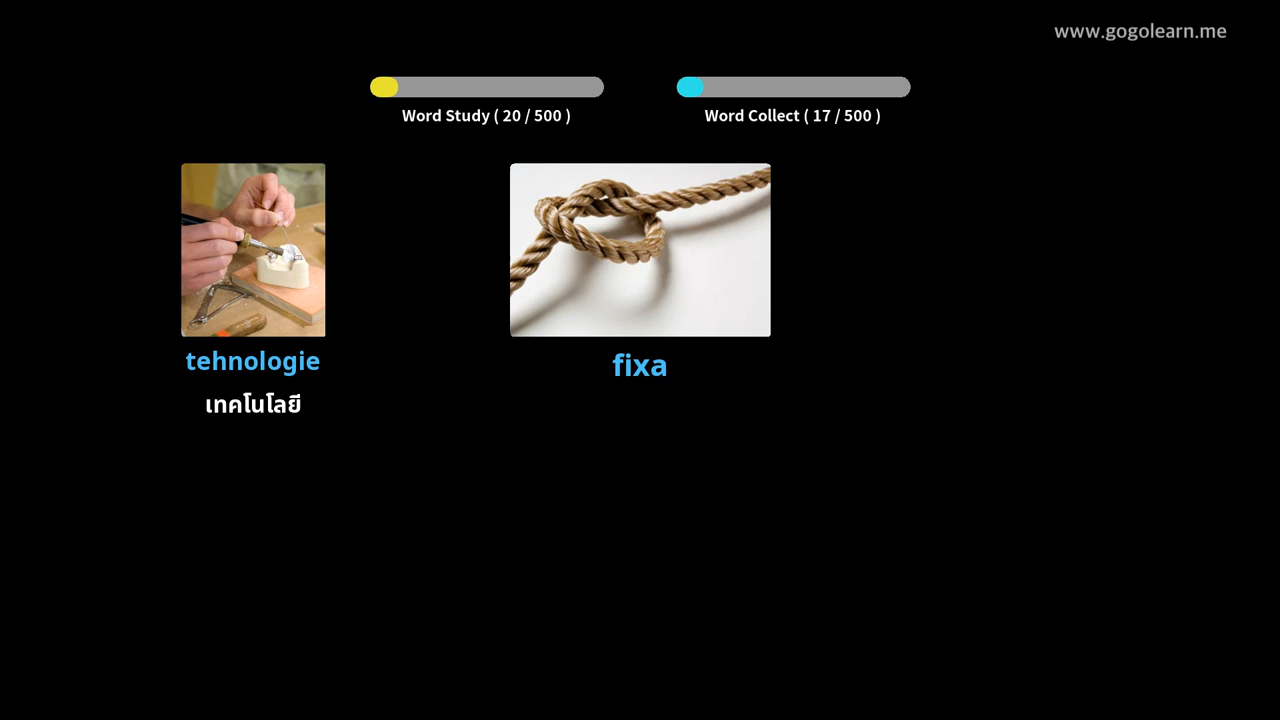 www.gogolearn.me
Word Study ( 20 / 500 )
Word Collect ( 17 / 500 )
tehnologie
fixa
เทคโนโลยี